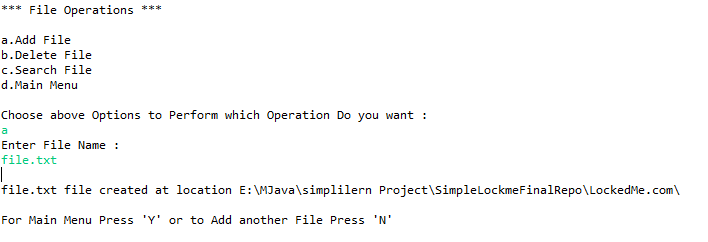 *** File Operations ***
a.Add File
b.Delete File
c.Search File
d.Main Menu
Choose above Options to Perform which Operation Do you want :
a
Enter File Name :
file.txt
file.txt file created at location E:\MJava\simplilern Project\SimpleLockmeFinalRepo\LockedMe.com\
For Main Menu Press 'Y' or to Add another File Press 'N'